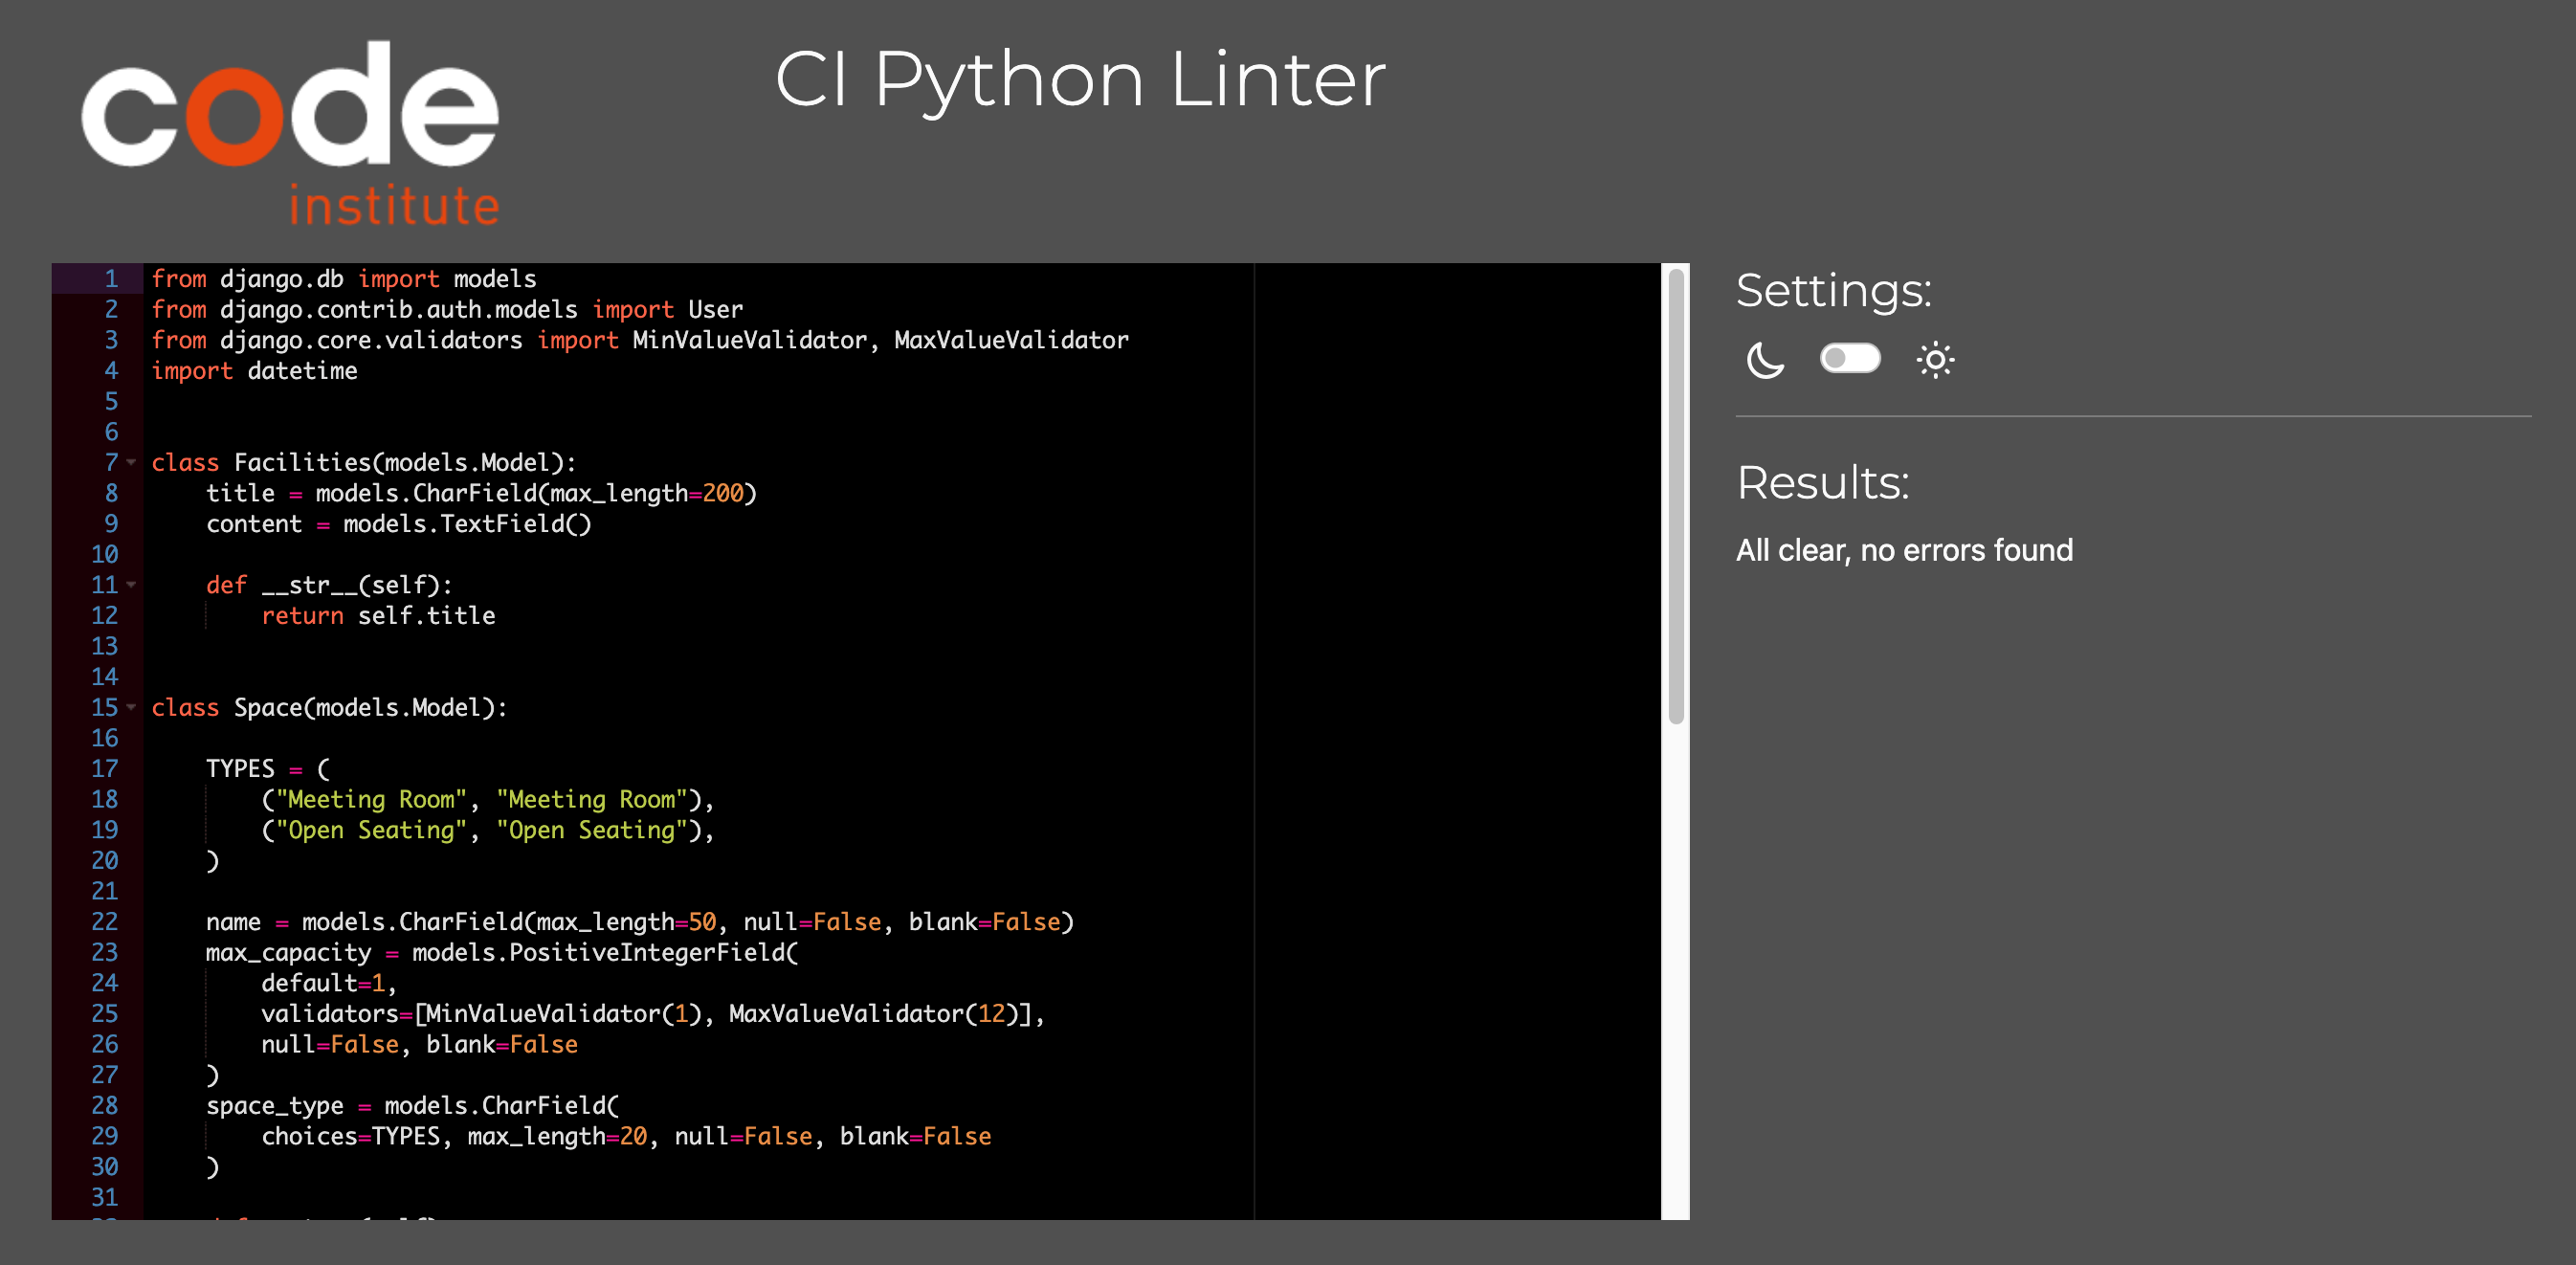 code
institute
CI Python Linter
1 from django.db import models
2 from django.contrib.auth.models import User
3 from django.core.validators import MinValueValidator, MaxValueValidator
4 import datetime
5
6
7 class Facilities(models.Model):
8     title = models.CharField(max_length=200)
9     content = models.TextField()
10
11     def __str__(self):
12         return self.title
13
14
15 class Space(models.Model):
16
17     TYPES = (
18         ("Meeting Room", "Meeting Room"),
19         ("Open Seating", "Open Seating"),
20     )
21
22     name = models.CharField(max_length=50, null=False, blank=False)
23     max_capacity = models.PositiveIntegerField(
24         default=1,
25         validators=[MinValueValidator(1), MaxValueValidator(12)],
26         null=False, blank=False
27     )
28     space_type = models.CharField(
29         choices=TYPES, max_length=20, null=False, blank=False
30     )
31
Settings:
Results:
All clear, no errors found